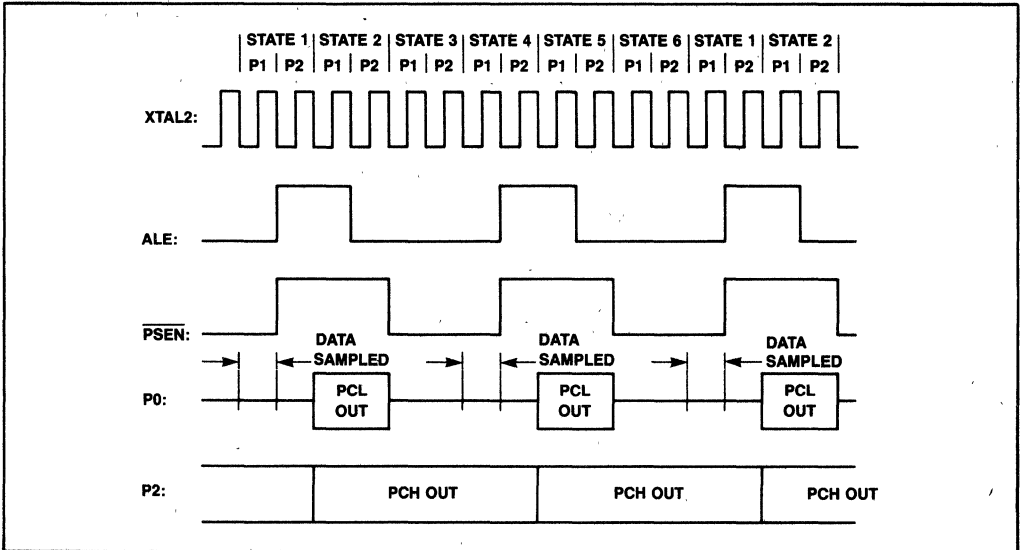 STATE 1 STATE 2 STATE 3 STATE 4 STATE 5 STATE 6 STATE 1 STATE 2
P1 P2 P1 P2 P1 P2 P1 P2 P1 P2 P1 P2 P1 P2 P1 P2
XTAL2:
ALE:
PSEN:
DATA SAMPLED
DATA SAMPLED
DATA SAMPLED
P0:
PCL OUT
PCL OUT
PCL OUT
P2:
PCH OUT
PCH OUT
PCH OUT